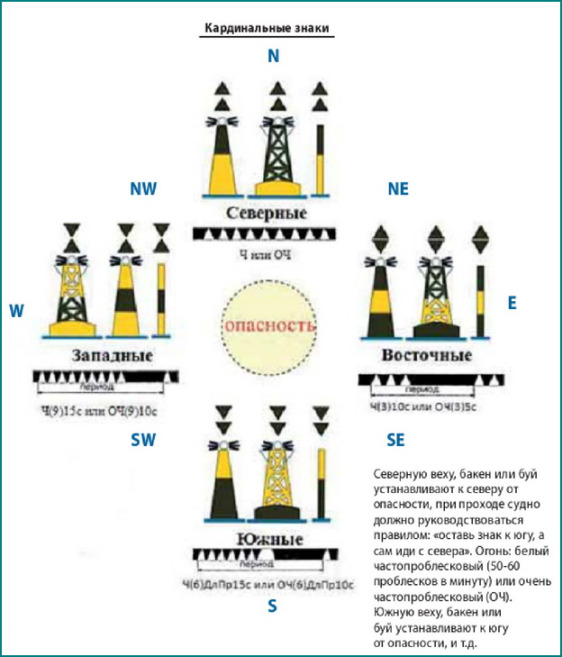 Кардинальные знаки
N
NW
NE
Северные
Ч или ОЧ
W
E
опасность
Западные
Восточные
период
период
Ч(9)15с или ОЧ(9)10с
Ч(3)10с или ОЧ(3)5с
SW
SE
Южные
период
Ч(6)ДлПр15с или ОЧ(6)ДлПр10с
S
Северную веху, бакен или буй
устанавливают к северу от
опасности, при проходе судно
должно руководствоваться
правилом: «оставь знак к югу, а
сам иди с севера». Огонь: белый
частопроблесковый (50-60
проблесков в минуту) или очень
частопроблесковый (ОЧ).
Южную веху, бакен или
буй устанавливают к югу
от опасности, и т.д.